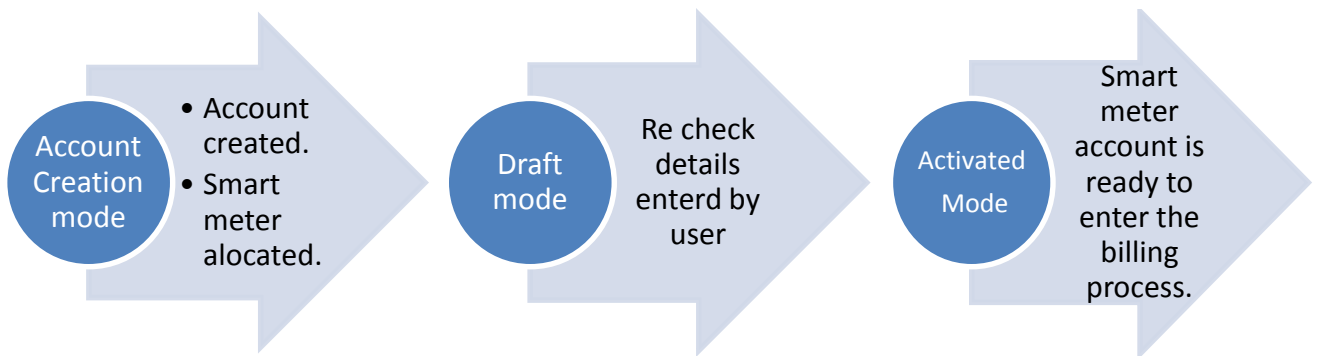 Account
Creation
mode
• Account
created.
• Smart
meter
alocated.
Draft
mode
Re check
details
enterd by
user
Activated
Mode
Smart
meter
account is
ready to
enter the
billing
process.